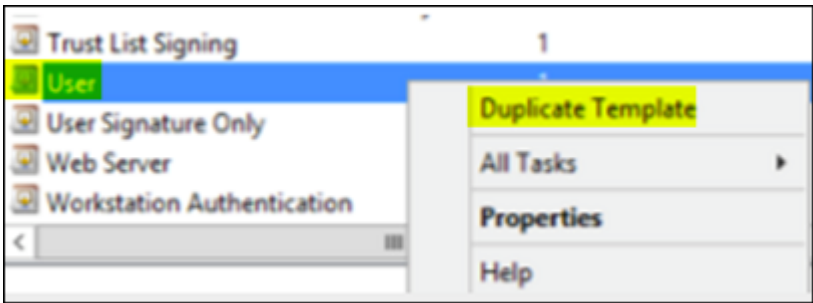 Trust List Signing 1
User
Duplicate Template
User Signature Only
All Tasks
Web Server
Workstation Authentication
Properties
Help